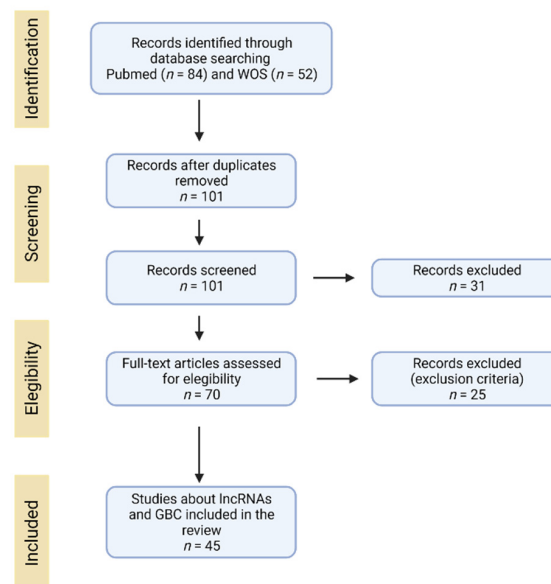 Identification
Records identified through
database searching
Pubmed (n = 84) and WOS (n = 52)
Screening
Records after duplicates
removed
n = 101
Records screened
n = 101
Records excluded
n = 31
Elegibility
Full-text articles assessed
for elegibility
n = 70
Records excluded
(exclusion criteria)
n = 25
Included
Studies about lncRNAs
and GBC included in the
review
n = 45